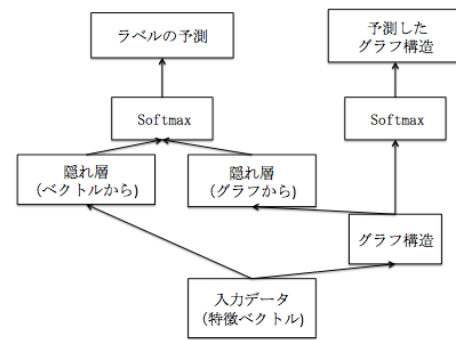 ラベルの予測
予測した
グラフ構造
Softmax
Softmax
隠れ層
(ベクトルから)
隠れ層
(グラフから)
グラフ構造
入力データ
(特徴ベクトル)